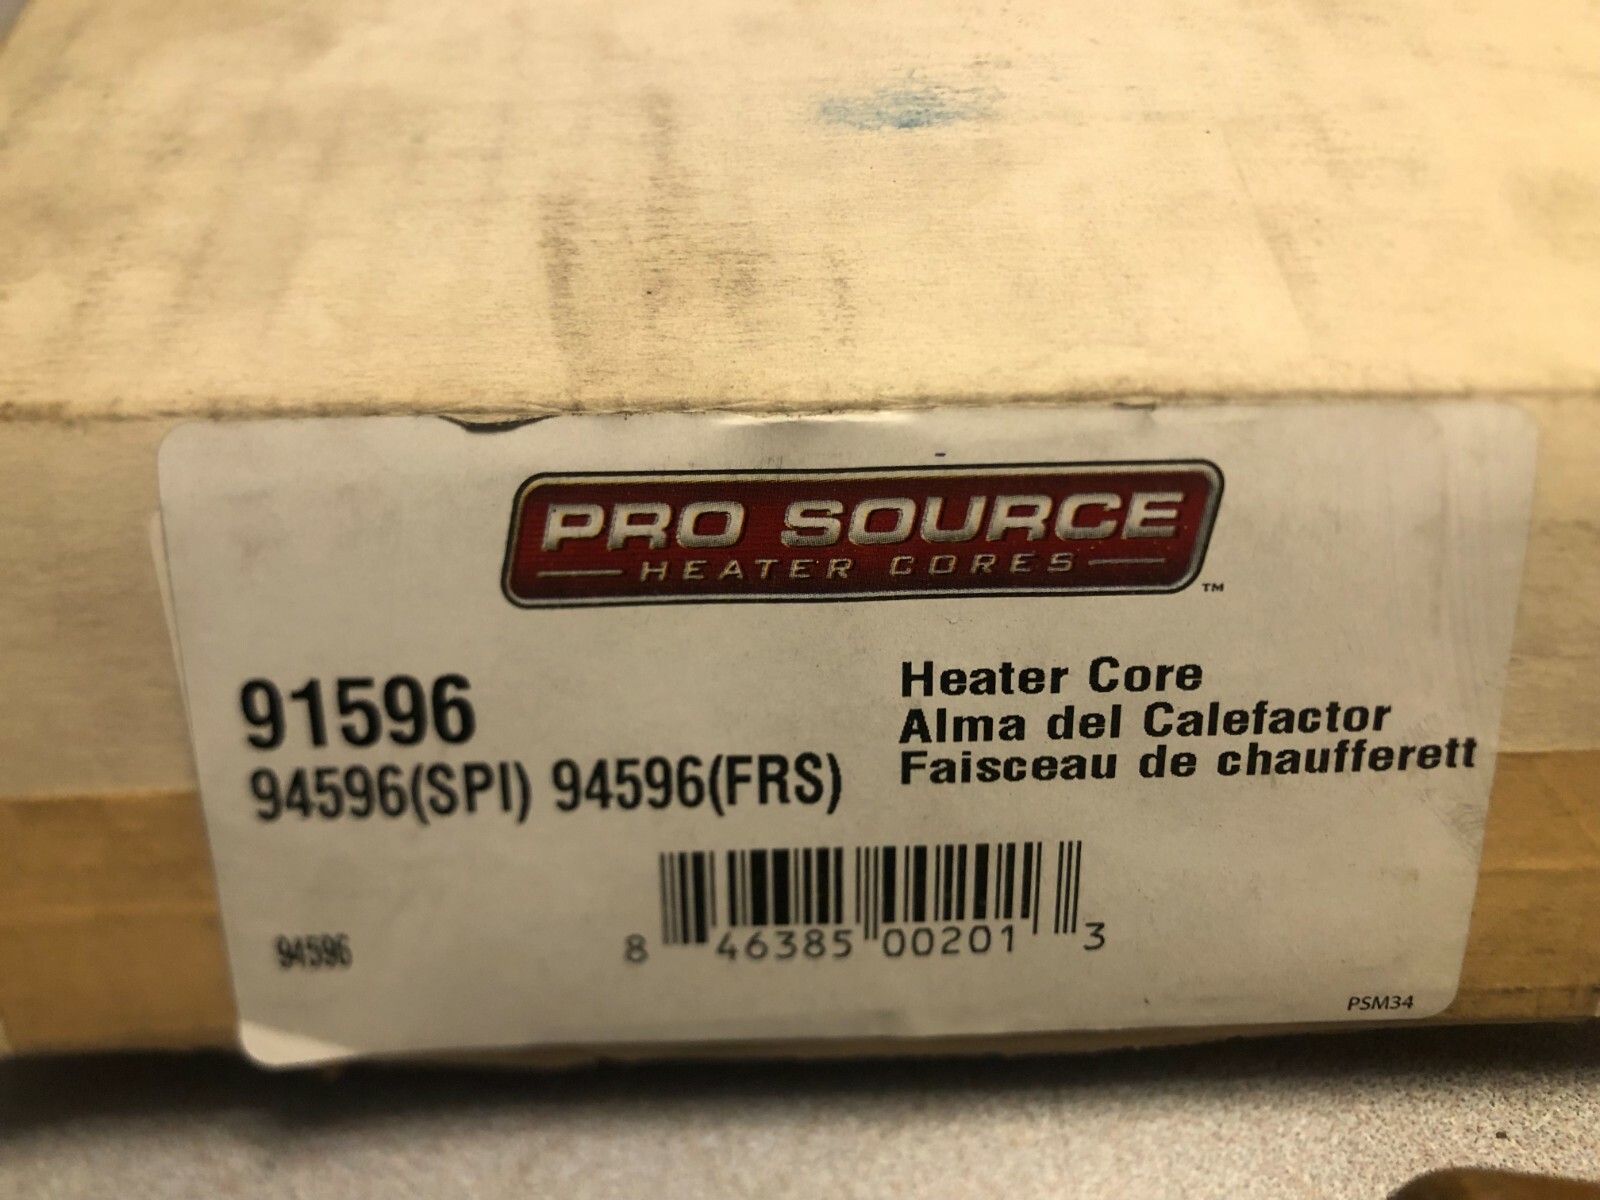 PRO SOURCE
HEATER CORES
™
91596
94596(SPI) 94596(FRS)
Heater Core
Alma del Calefactor
Faisceau de chaufferett
8 46385 00201 3
94596
PSM34